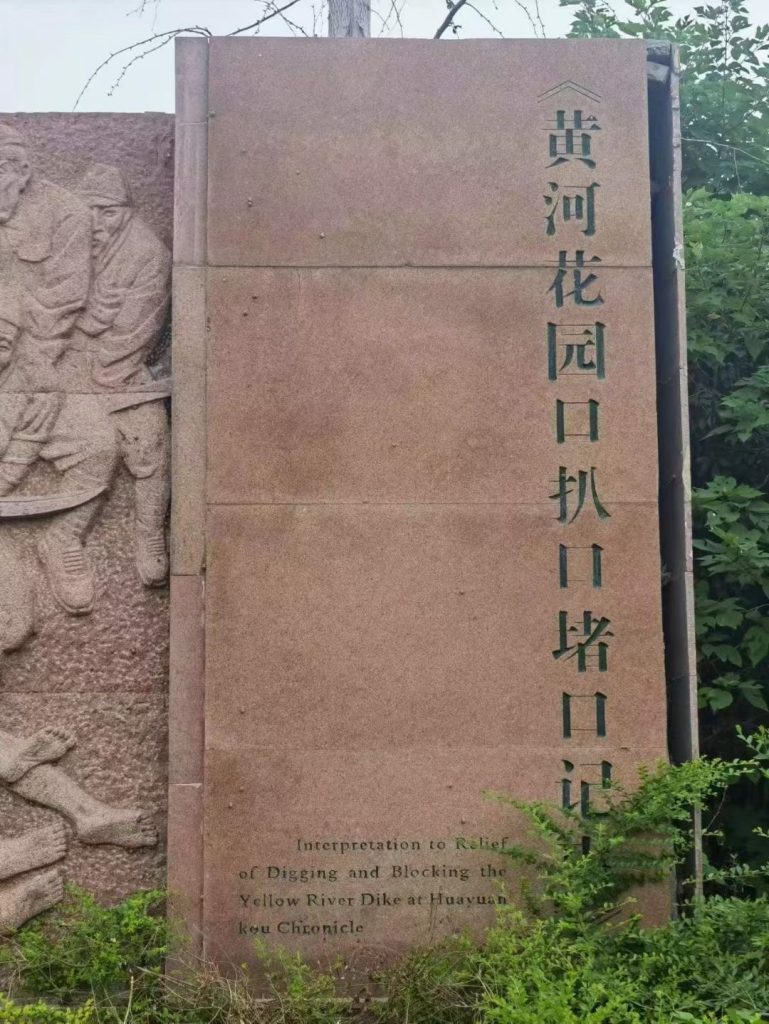 《黄河花园口扒口堵口记
Interpretation to Relief
of Digging and Blocking the
Yellow River Dike at Huayuan
kou Chronicle